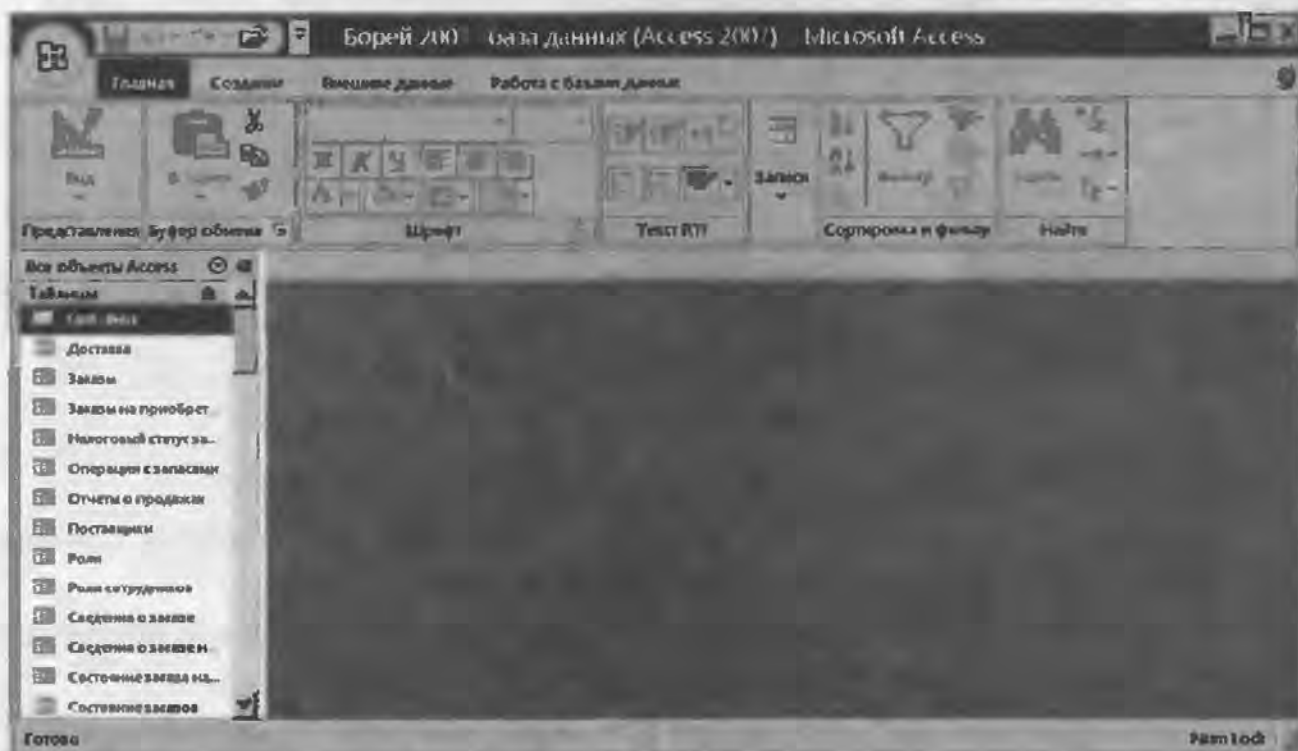 Борей 200 база данных (Access 2007) Microsoft Access
Главная Создание Внешние данные Работа с базами данных
Вид
Записи
Фильтр
Представления Буфер обмена Шрифт Текст RTF Сортировка и фильтр Найти
Все объекты Access
Таблицы
Доставка
Заказы
Заказы на приобрет...
Налоговый статус за...
Операции с запасами
Отчеты о продажах
Поставщики
Роли
Роли сотрудников
Сведения о заказе
Сведения о заказе н...
Состояние заказа на...
Состояние заказов
Готово Num Lock